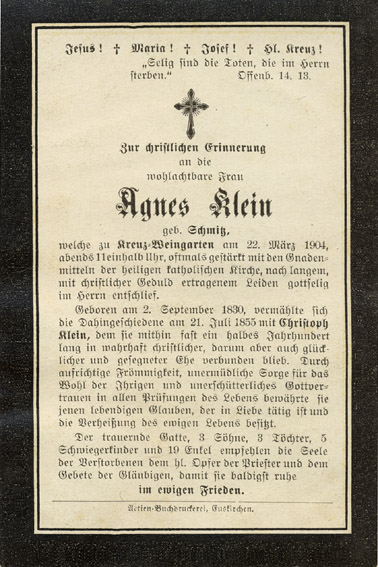 Jesus! † Maria! † Josef! † Hl. Kreuz!
„Selig sind die Toten, die im Herrn
sterben.“ Offenb. 14. 13.
Zur christlichen Erinnerung
an die
wohlachtbare Frau
Agnes Klein
geb. Schmitz,
welche zu Kreuz-Weingarten am 22. März 1904,
abends 11 einhalb Uhr, oftmals gestärkt mit den Gnaden-
mitteln der heiligen katholischen Kirche, nach langem,
mit christlicher Geduld ertragenem Leiden gottselig
im Herrn entschlief.
Geboren am 2. September 1830, vermählte sich
die Dahingeschiedene am 21. Juli 1855 mit Christoph
Klein, dem sie mithin fast ein halbes Jahrhundert
lang in wahrhaft christlicher, darum aber auch glück-
licher und gesegneter Ehe verbunden blieb. Durch
aufrichtige Frömmigkeit, unermüdliche Sorge für das
Wohl der Ihrigen und unerschütterliches Gottver-
trauen in allen Prüfungen des Lebens bewährte sie
jenen lebendigen Glauben, der in Liebe tätig ist und
die Verheißung des ewigen Lebens besitzt.
Der trauernde Gatte, 3 Söhne, 3 Töchter, 5
Schwiegerkinder und 19 Enkel empfehlen die Seele
der Verstorbenen dem hl. Opfer der Priester und dem
Gebete der Gläubigen, damit sie baldigst ruhe
im ewigen Frieden.
Actien-Buchdruckerei, Euskirchen.